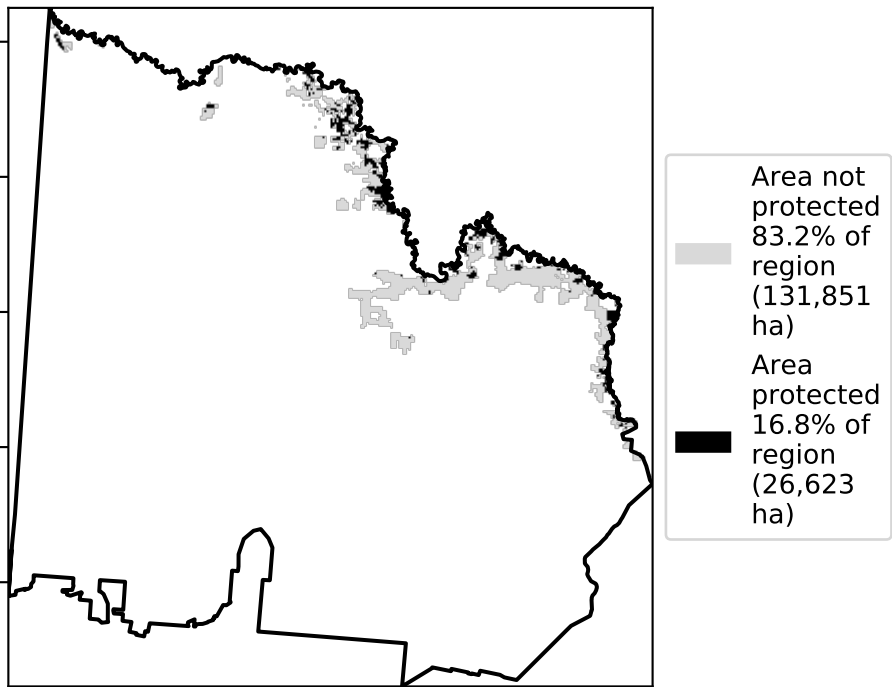 Area not
protected
83.2% of
region
(131,851
ha)
Area
protected
16.8% of
region
(26,623
ha)